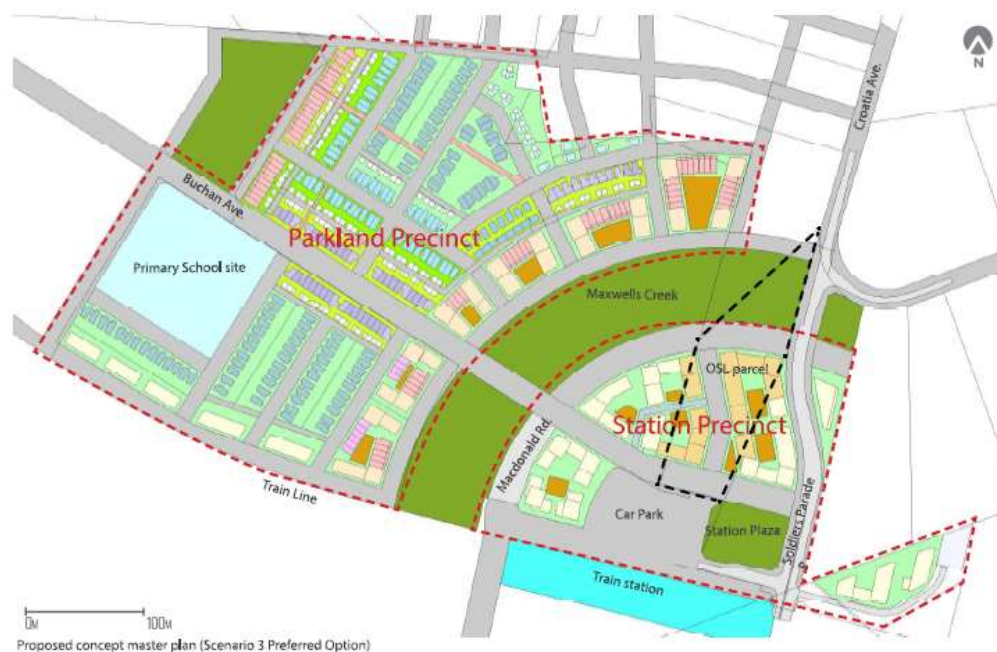 N
Croatia Ave.
Buchan Ave.
Parkland Precinct
Primary School site
Maxwells Creek
OSL parcel
Station Precinct
Macdonald Rd.
Train Line
Car Park
Station Plaza
Soldiers Parade
Train station
0M 100M
Proposed concept master plan (Scenario 3 Preferred Option)